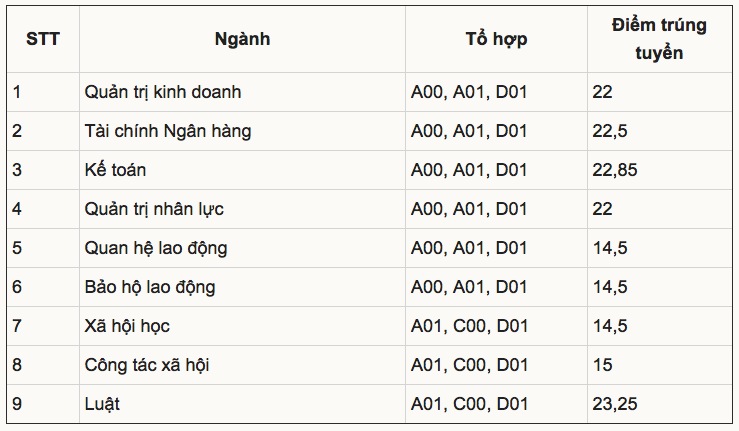 STT Ngành Tổ hợp Điểm trúng tuyển
1 Quản trị kinh doanh A00, A01, D01 22
2 Tài chính Ngân hàng A00, A01, D01 22,5
3 Kế toán A00, A01, D01 22,85
4 Quản trị nhân lực A00, A01, D01 22
5 Quan hệ lao động A00, A01, D01 14,5
6 Bảo hộ lao động A00, A01, D01 14,5
7 Xã hội học A01, C00, D01 14,5
8 Công tác xã hội A01, C00, D01 15
9 Luật A01, C00, D01 23,25